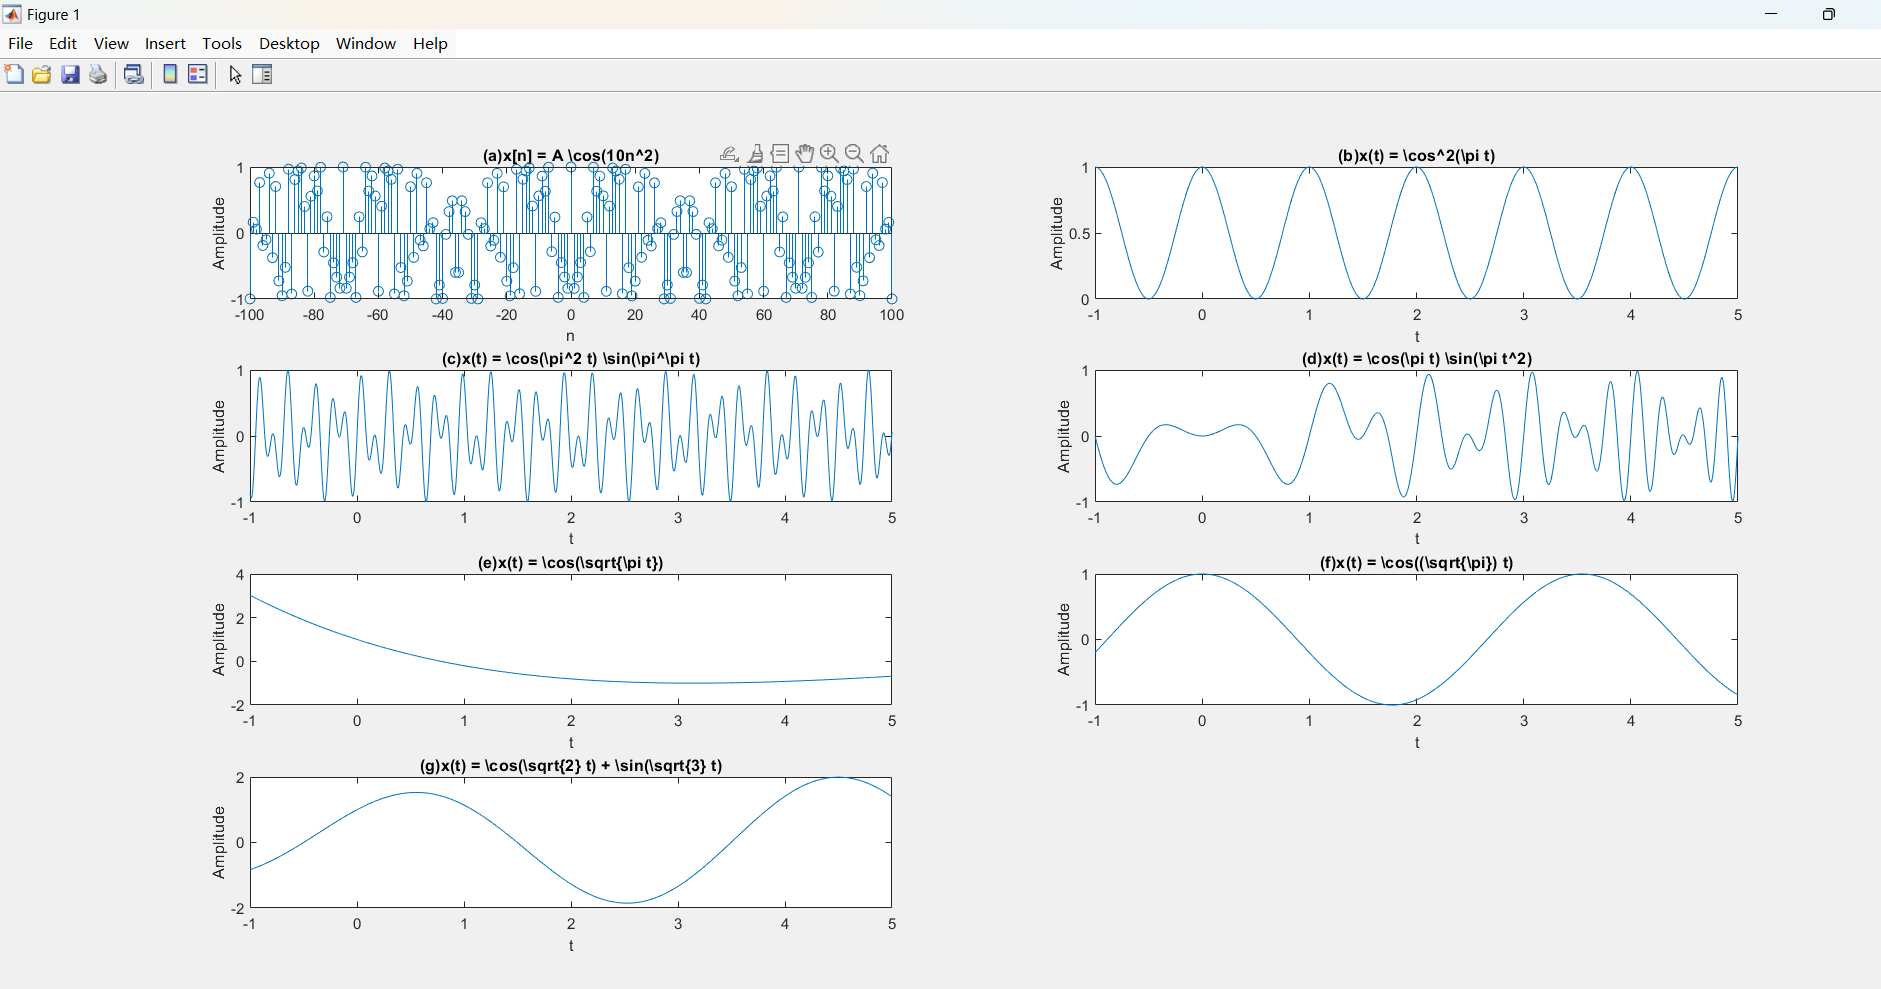 Figure 1
File Edit View Insert Tools Desktop Window Help
(a)x[n] = A \cos(10n^2)
Amplitude
1
0
-1
-100 -80 -60 -40 -20 0 20 40 60 80 100
n
(b)x(t) = \cos^2(\pi t)
Amplitude
1
0.5
0
-1 0 1 2 3 4 5
t
(c)x(t) = \cos(\pi^2 t) \sin(\pi^\pi t)
Amplitude
1
0
-1
-1 0 1 2 3 4 5
t
(d)x(t) = \cos(\pi t) \sin(\pi t^2)
Amplitude
1
0
-1
-1 0 1 2 3 4 5
t
(e)x(t) = \cos(\sqrt{\pi t})
Amplitude
4
2
0
-2
-1 0 1 2 3 4 5
t
(f)x(t) = \cos((\sqrt{\pi}) t)
Amplitude
1
0
-1
-1 0 1 2 3 4 5
t
(g)x(t) = \cos(\sqrt{2} t) + \sin(\sqrt{3} t)
Amplitude
2
0
-2
-1 0 1 2 3 4 5
t